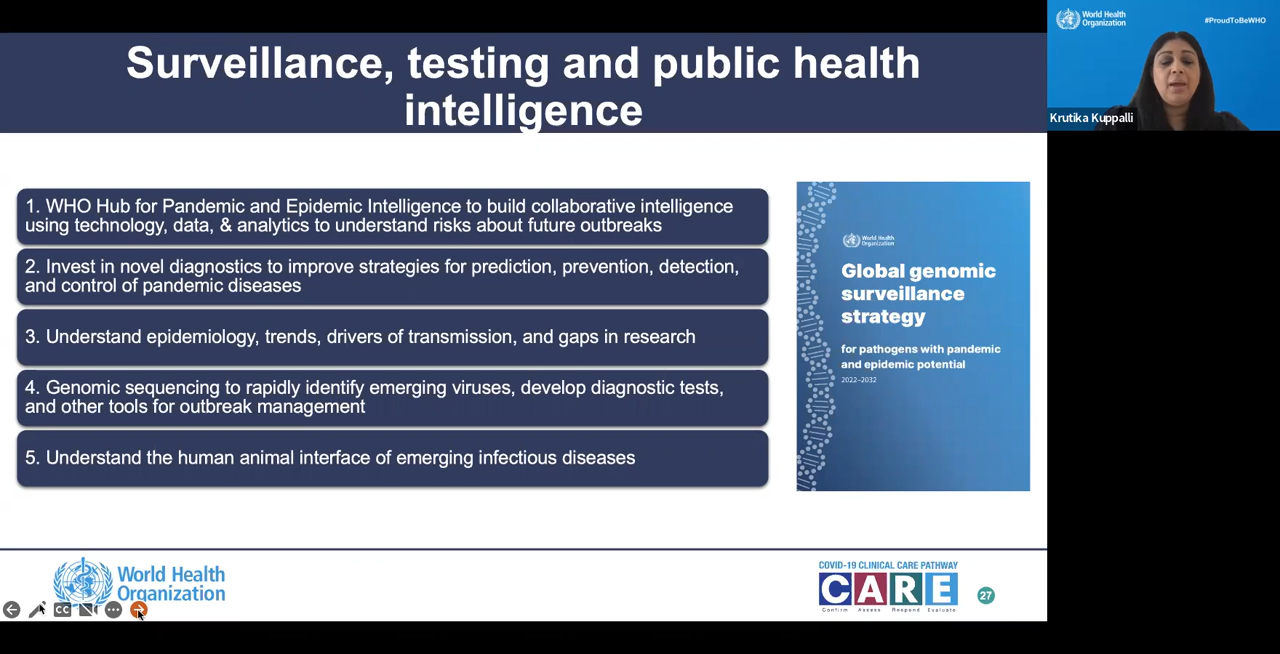 Surveillance, testing and public health
intelligence
1. WHO Hub for Pandemic and Epidemic Intelligence to build collaborative intelligence
using technology, data, & analytics to understand risks about future outbreaks
2. Invest in novel diagnostics to improve strategies for prediction, prevention, detection,
and control of pandemic diseases
3. Understand epidemiology, trends, drivers of transmission, and gaps in research
4. Genomic sequencing to rapidly identify emerging viruses, develop diagnostic tests,
and other tools for outbreak management
5. Understand the human animal interface of emerging infectious diseases
World Health
Organization
Global genomic
surveillance
strategy
for pathogens with pandemic
and epidemic potential
2022–2032
World Health
Organization
CC
COVID-19 CLINICAL CARE PATHWAY
CARE
Confirm Assess Respond Evaluate
27
World Health
Organization
#ProudToBeWHO
Krutika Kuppalli